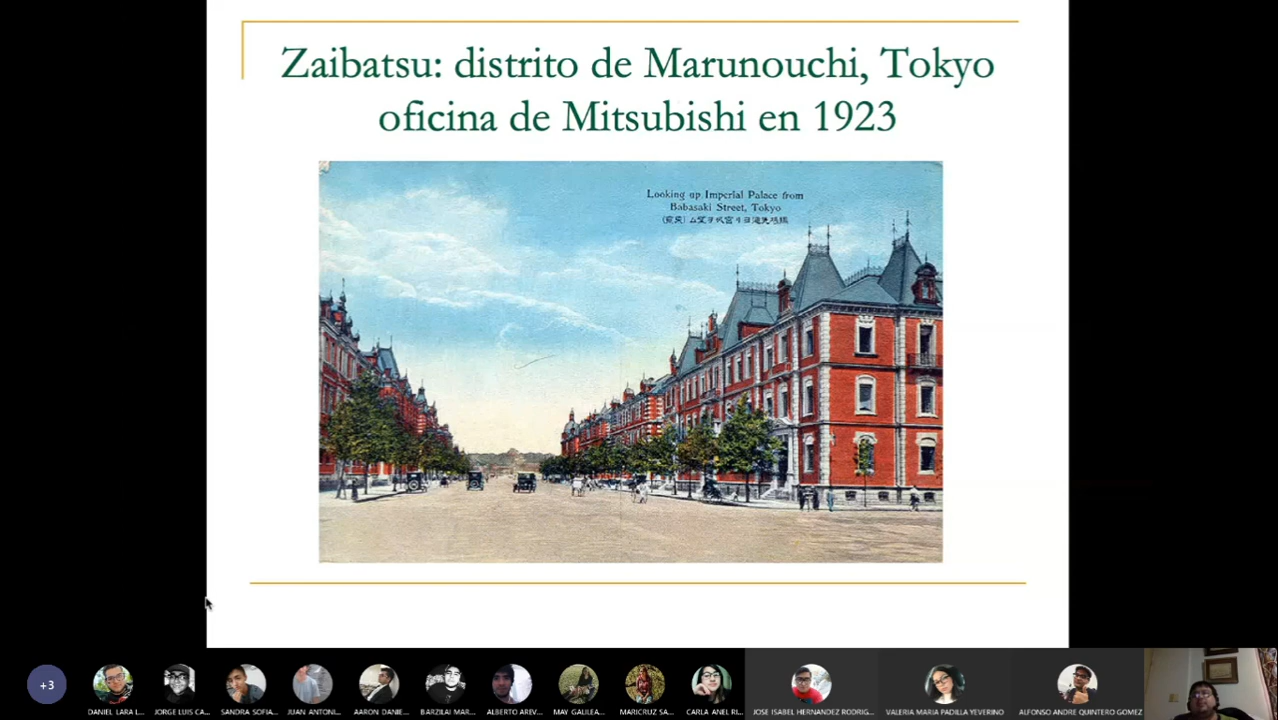 Zaibatsu: distrito de Marunouchi, Tokyo
oficina de Mitsubishi en 1923
Looking up Imperial Palace from
Babasaki Street, Tokyo
+3
DANIEL LARA L...
JORGE LUIS CA...
SANDRA SOFIA...
JUAN ANTONI...
AARON DANIE...
BARZILAI MAR...
ALBERTO AREV...
MAY GALILEA...
MARICRUZ SA...
CARLA ANEL RI...
JOSE ISABEL HERNANDEZ RODRIG...
VALERIA MARIA PADILLA YEVERINO
ALFONSO ANDRE QUINTERO GOMEZ